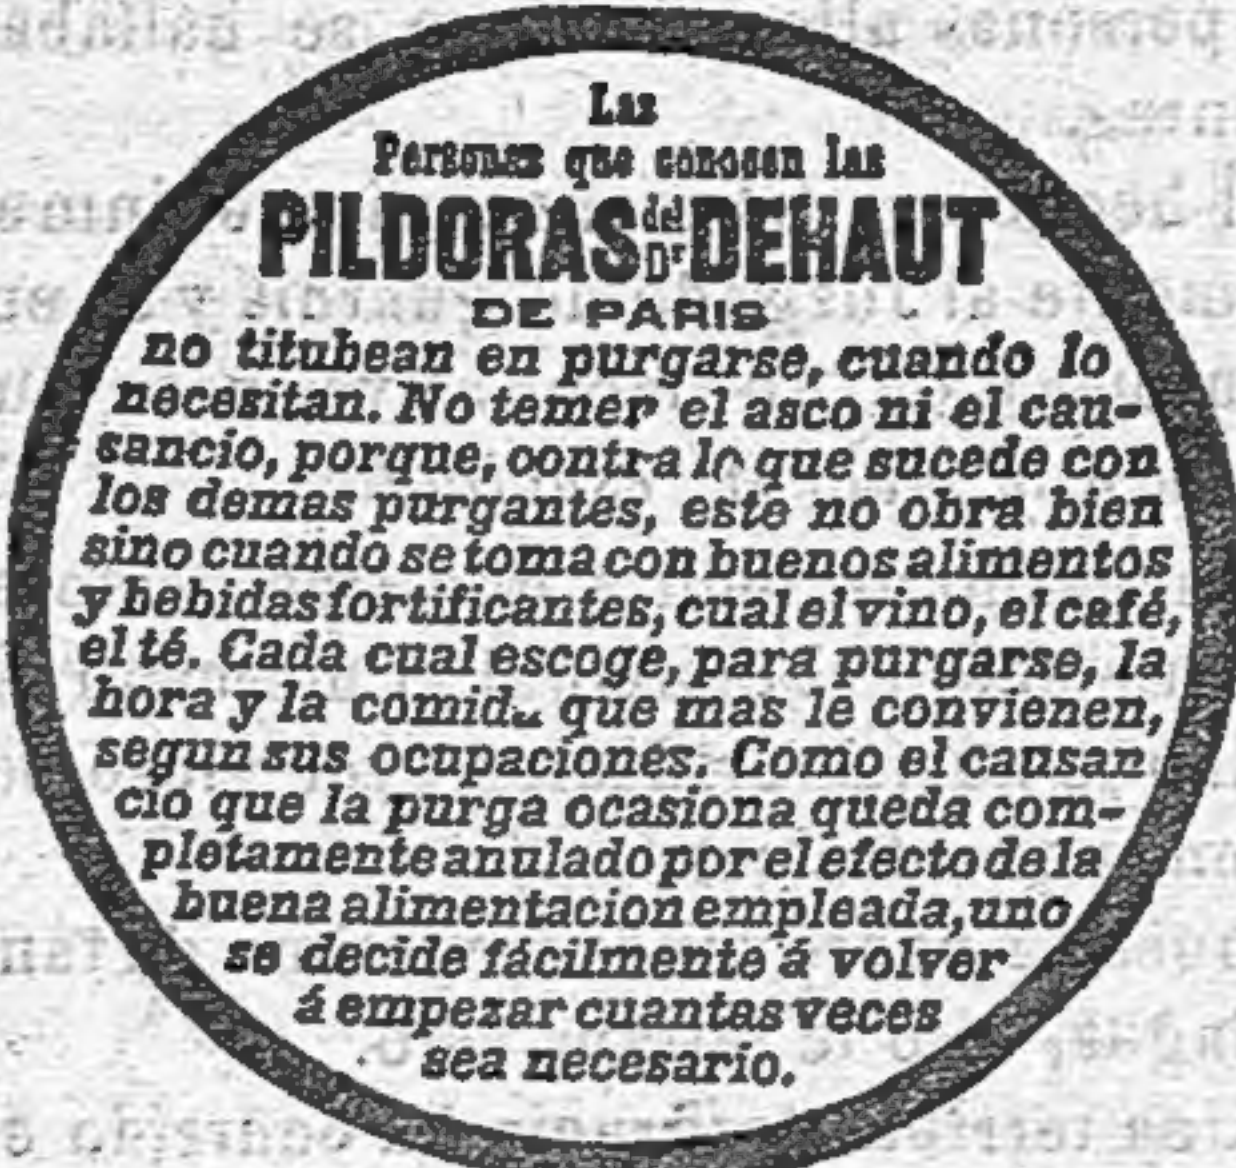 Las
Personas que conocen las
PILDORAS del Dr DEHAUT
DE PARIS
no titubean en purgarse, cuando lo
necesitan. No temer el asco ni el cau-
sancio, porque, contra lo que sucede con
los demas purgantes, este no obra bien
sino cuando se toma con buenos alimentos
y bebidas fortificantes, cual el vino, el café,
el té. Cada cual escoge, para purgarse, la
hora y la comida que mas le convienen,
segun sus ocupaciones. Como el causan
cio que la purga ocasiona queda com-
pletamente anulado por el efecto de la
buena alimentacion empleada, uno
se decide fácilmente á volver
á empezar cuantas veces
sea necesario.